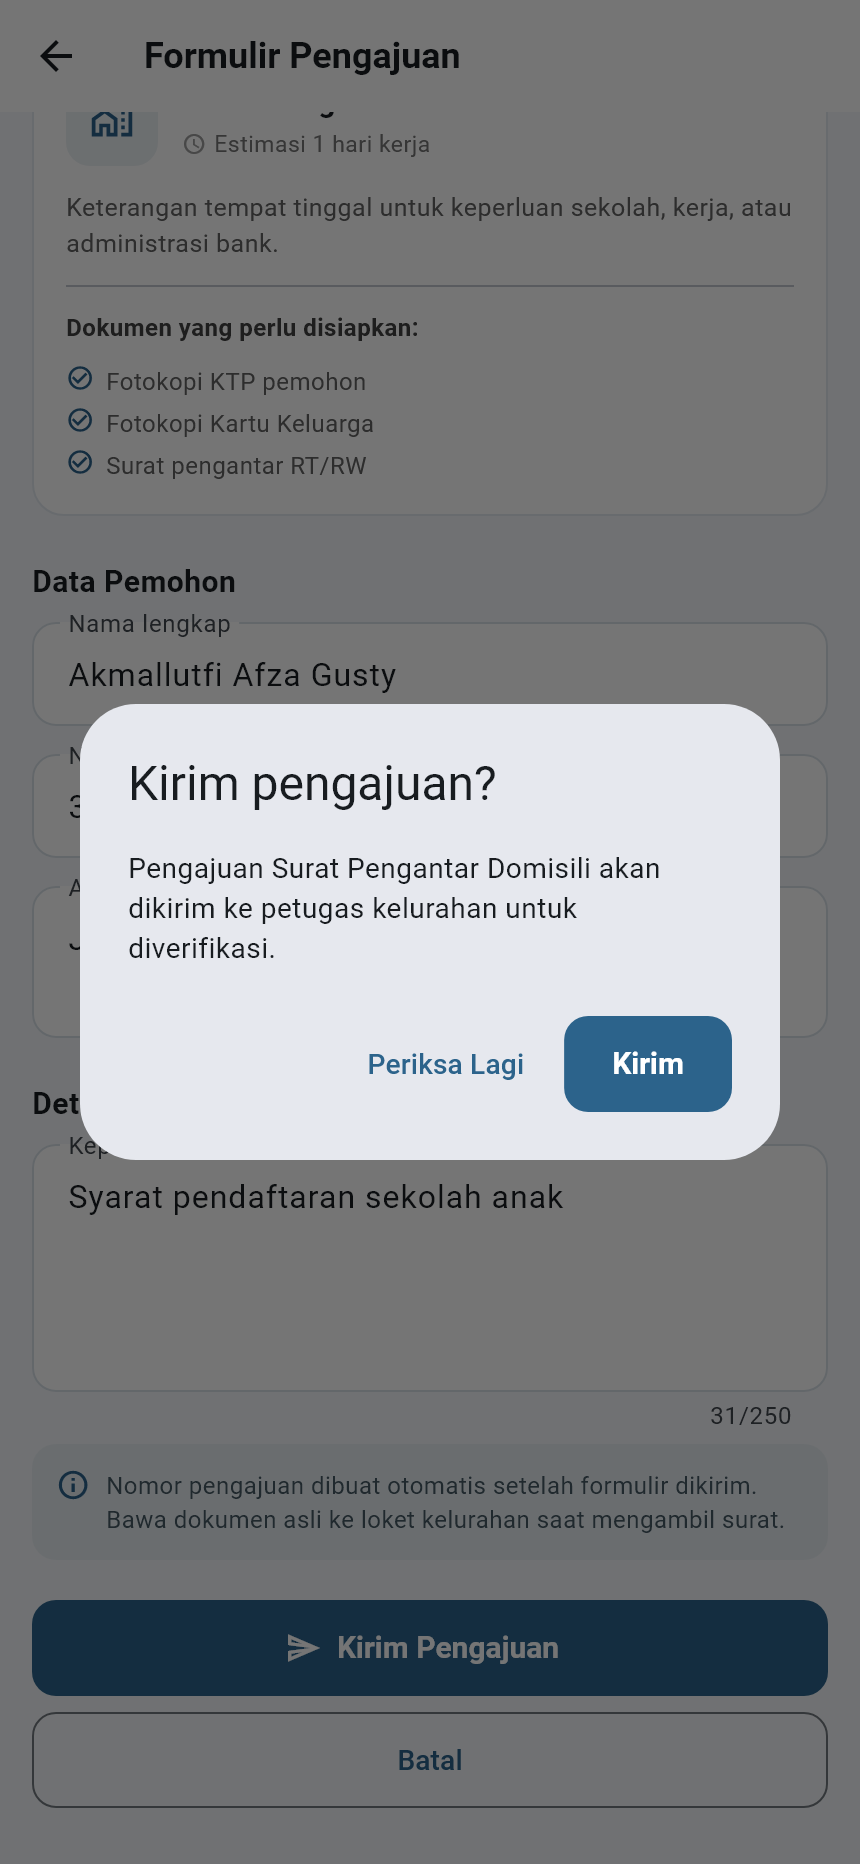 Formulir Pengajuan
Estimasi 1 hari kerja
Keterangan tempat tinggal untuk keperluan sekolah, kerja, atau
administrasi bank.
Dokumen yang perlu disiapkan:
Fotokopi KTP pemohon
Fotokopi Kartu Keluarga
Surat pengantar RT/RW
Data Pemohon
Nama lengkap
Akmallutfi Afza Gusty
Kirim pengajuan?
Pengajuan Surat Pengantar Domisili akan
dikirim ke petugas kelurahan untuk
diverifikasi.
Periksa Lagi
Kirim
Syarat pendaftaran sekolah anak
31/250
Nomor pengajuan dibuat otomatis setelah formulir dikirim.
Bawa dokumen asli ke loket kelurahan saat mengambil surat.
Kirim Pengajuan
Batal